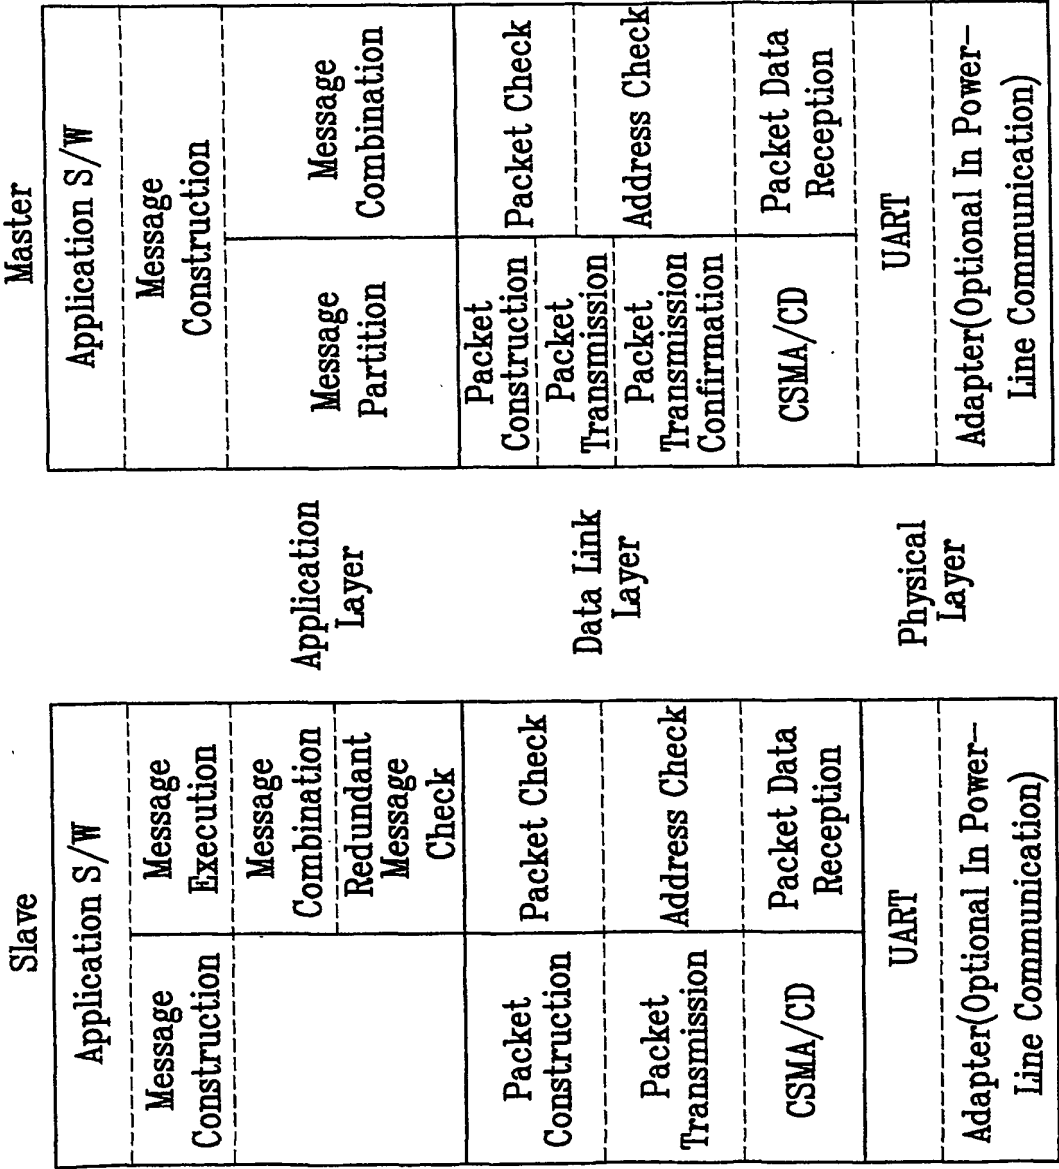 Slave
Application S/W
Message
Construction
Message
Execution
Message
Combination
Redundant
Message
Check
Packet
Construction
Packet Check
Packet
Transmission
Address Check
CSMA/CD
Packet Data
Reception
UART
Adapter(Optional In Power-
Line Communication)
Application
Layer
Data Link
Layer
Physical
Layer
Master
Application S/W
Message
Construction
Message
Partition
Message
Combination
Packet
Construction
Packet
Transmission
Packet
Transmission
Confirmation
Packet Check
Address Check
CSMA/CD
Packet Data
Reception
UART
Adapter(Optional In Power-
Line Communication)